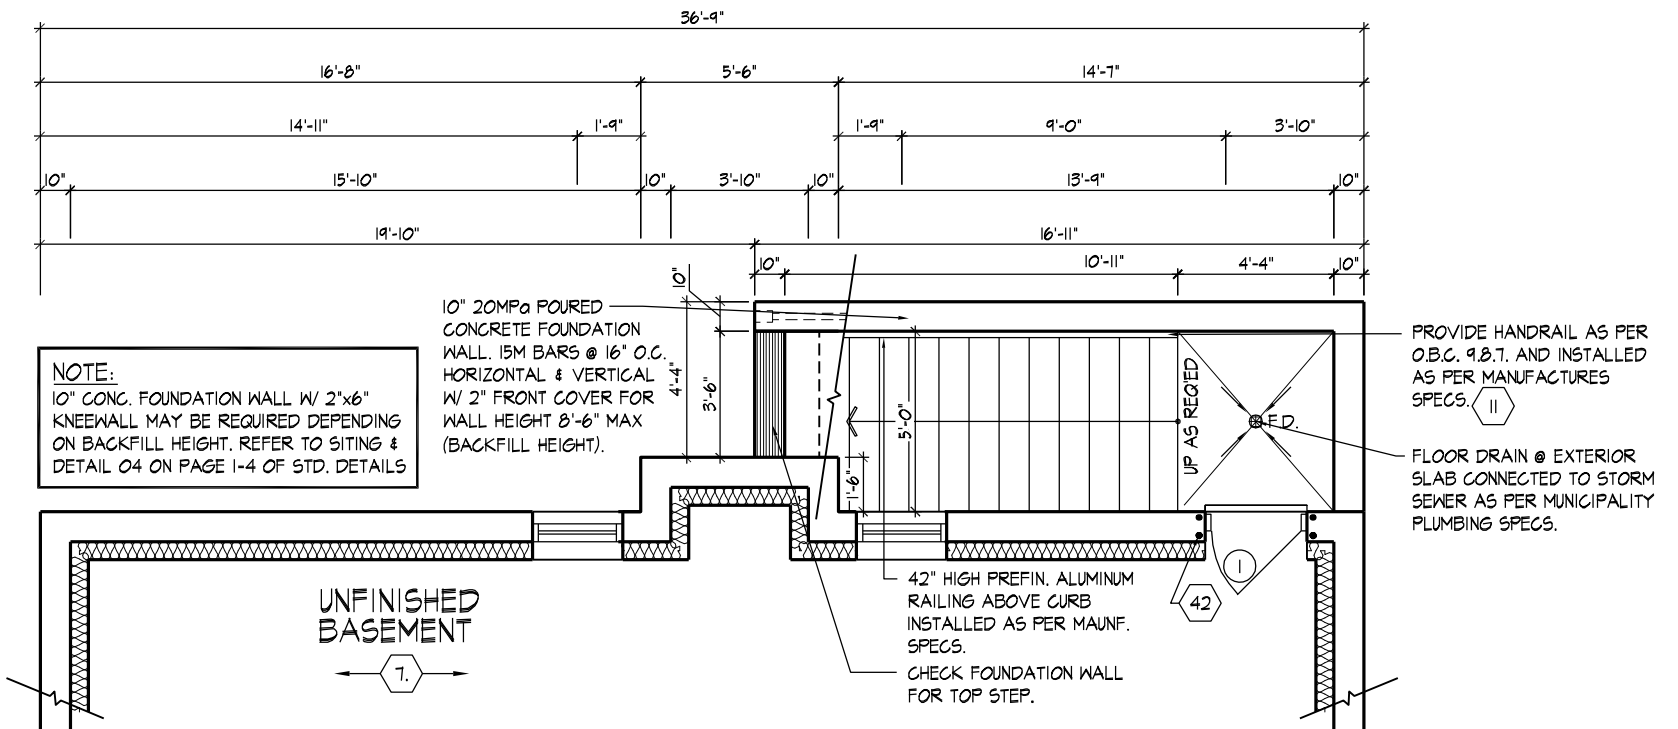 36'-9"
16'-8" 5'-6" 14'-7"
14'-11" 1'-9" 1'-9" 9'-0" 3'-10"
10" 15'-10" 10" 3'-10" 10" 13'-9" 10"
19'-10" 16'-11"
10" 10'-11" 4'-4" 10"
10"
4'-4"
3'-6"
5'-0"
1'-6"
10" 20MPa POURED
CONCRETE FOUNDATION
WALL. 15M BARS @ 16" O.C.
HORIZONTAL & VERTICAL
W/ 2" FRONT COVER FOR
WALL HEIGHT 8'-6" MAX
(BACKFILL HEIGHT).
NOTE:
10" CONC. FOUNDATION WALL W/ 2"x6"
KNEEWALL MAY BE REQUIRED DEPENDING
ON BACKFILL HEIGHT. REFER TO SITING &
DETAIL 04 ON PAGE 1-4 OF STD. DETAILS
UP AS REQ'ED
F.D.
PROVIDE HANDRAIL AS PER
O.B.C. 9.8.7. AND INSTALLED
AS PER MANUFACTURES
SPECS.
11
FLOOR DRAIN @ EXTERIOR
SLAB CONNECTED TO STORM
SEWER AS PER MUNICIPALITY
PLUMBING SPECS.
42" HIGH PREFIN. ALUMINUM
RAILING ABOVE CURB
INSTALLED AS PER MAUNF.
SPECS.
CHECK FOUNDATION WALL
FOR TOP STEP.
1
42
UNFINISHED
BASEMENT
7.